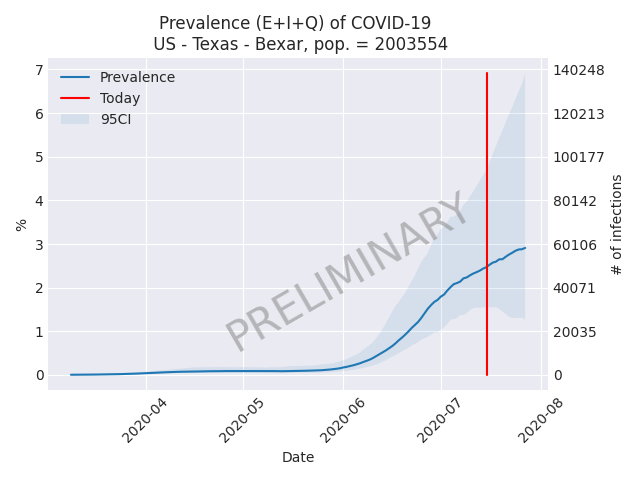 Prevalence (E+I+Q) of COVID-19
US - Texas - Bexar, pop. = 2003554
Prevalence
Today
95CI
7
6
5
4
3
2
1
0
%
140248
120213
100177
80142
60106
40071
20035
0
# of infections
PRELIMINARY
2020-04
2020-05
2020-06
2020-07
2020-08
Date